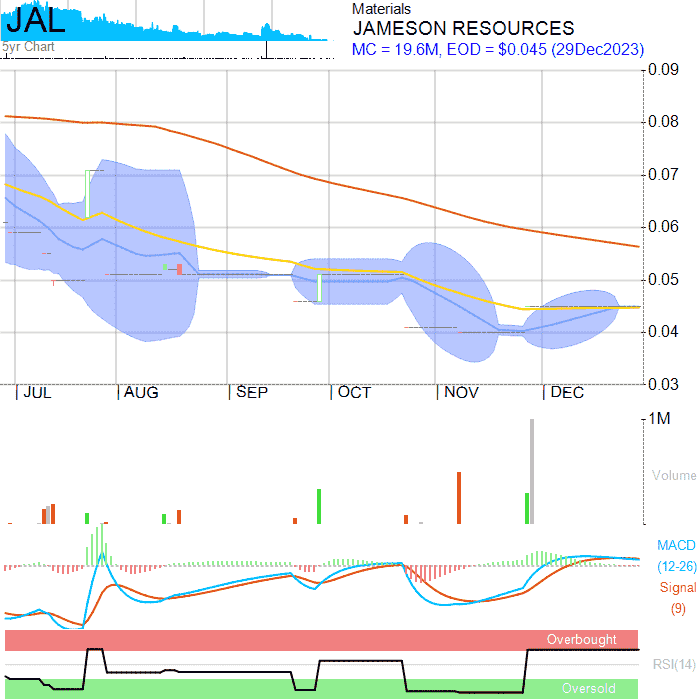 JAL
5yr Chart
Materials
JAMESON RESOURCES
MC = 19.6M, EOD = $0.045 (29Dec2023)
0.09
0.08
0.07
0.06
0.05
0.04
0.03
JUL AUG SEP OCT NOV DEC
1M
Volume
MACD
(12-26)
Signal
(9)
Overbought
RSI(14)
Oversold